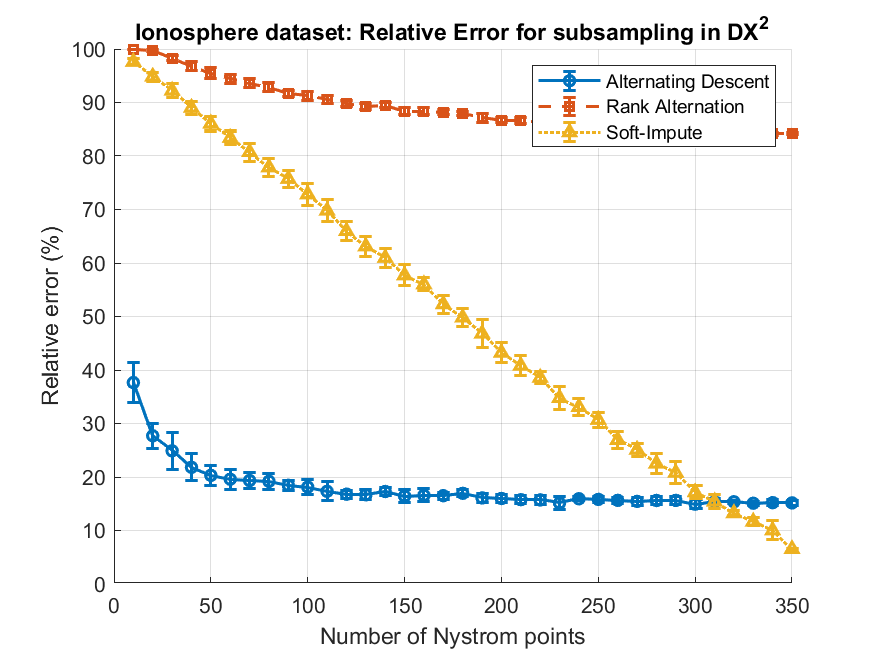 Ionosphere dataset: Relative Error for subsampling in DX²
100
90
80
70
60
50
40
30
20
10
0
Relative error (%)
Alternating Descent
Rank Alternation
Soft-Impute
0 50 100 150 200 250 300 350
Number of Nystrom points